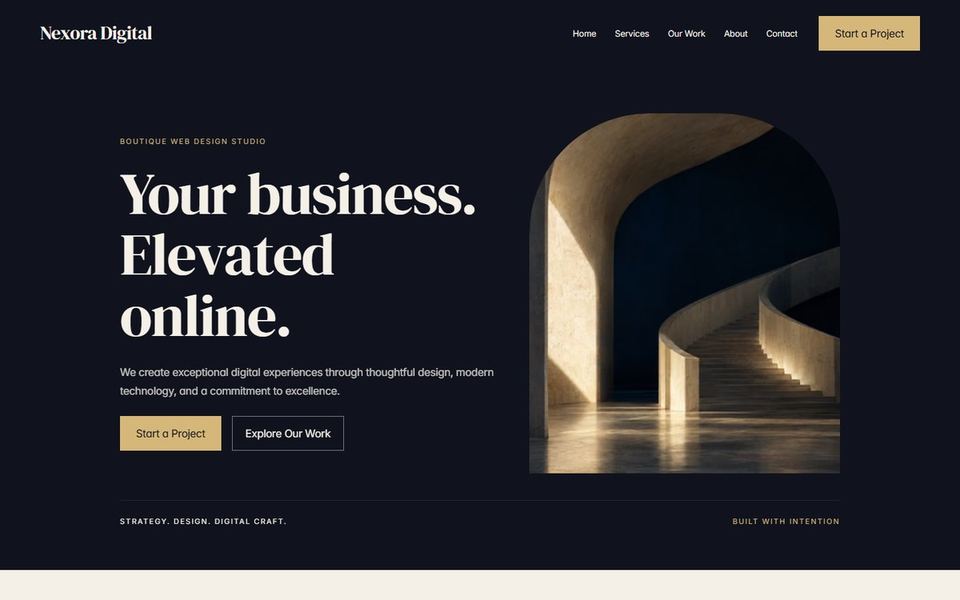 Nexora Digital
Home Services Our Work About Contact Start a Project
BOUTIQUE WEB DESIGN STUDIO
Your business.
Elevated
online.
We create exceptional digital experiences through thoughtful design, modern
technology, and a commitment to excellence.
Start a Project Explore Our Work
STRATEGY. DESIGN. DIGITAL CRAFT.
BUILT WITH INTENTION